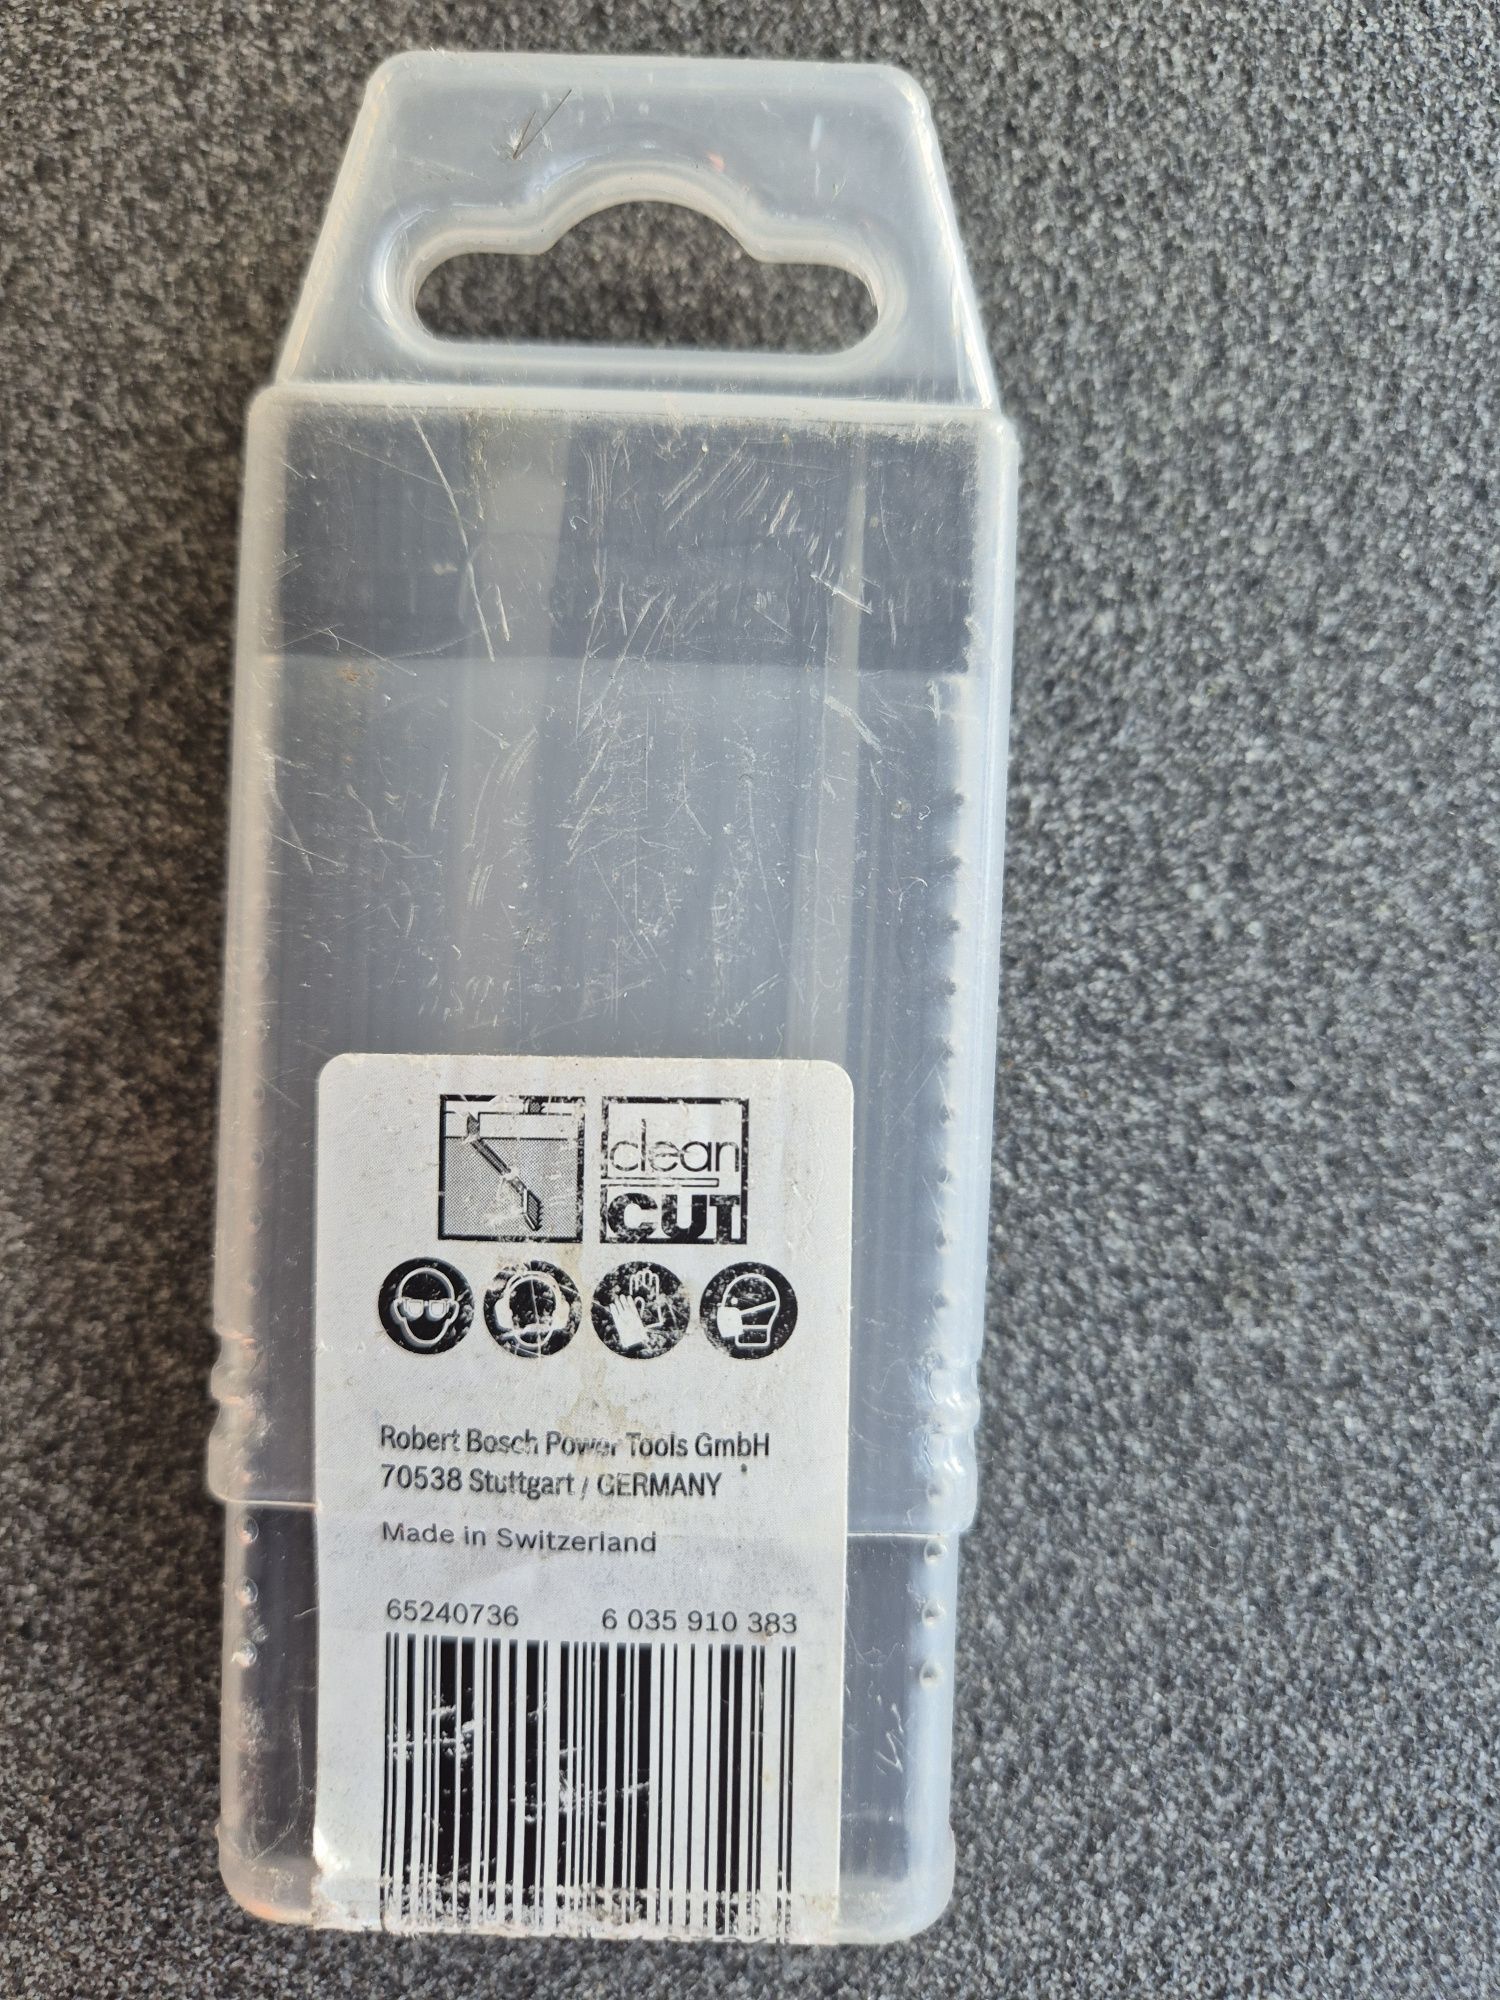 clean
CUT
Robert Bosch Power Tools GmbH
70538 Stuttgart / GERMANY
Made in Switzerland
65240736 6 035 910 383